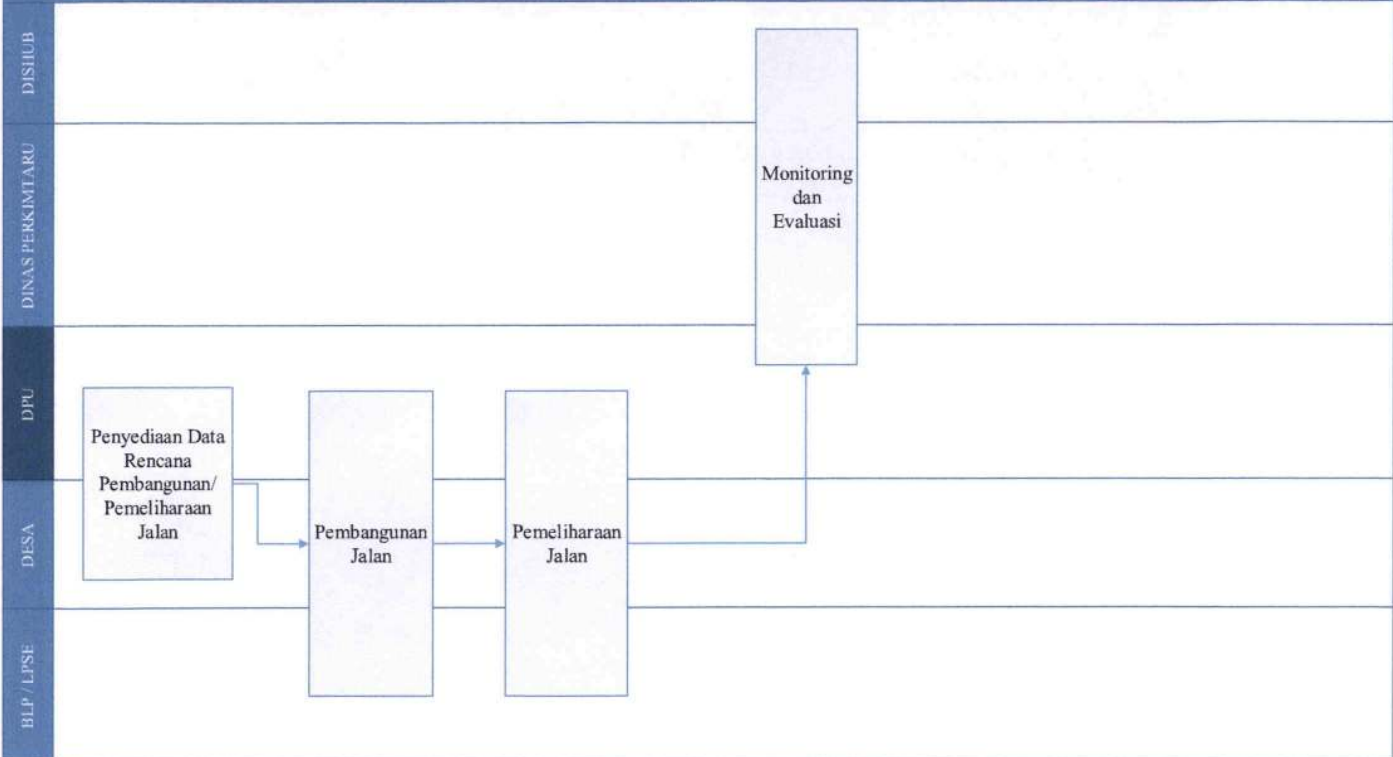 DISHUB
DINAS PERKIMTARU
DPU
DESA
BLP / LPSE
Penyediaan Data
Rencana
Pembangunan/
Pemeliharaan
Jalan
Pembangunan
Jalan
Pemeliharaan
Jalan
Monitoring
dan
Evaluasi